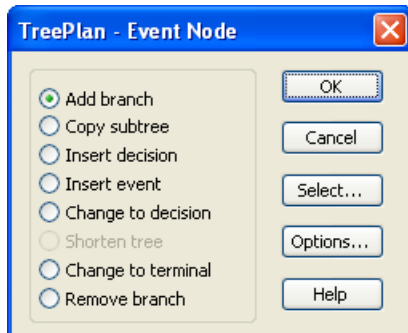 TreePlan - Event Node
Add branch
Copy subtree
Insert decision
Insert event
Change to decision
Shorten tree
Change to terminal
Remove branch
OK
Cancel
Select...
Options...
Help